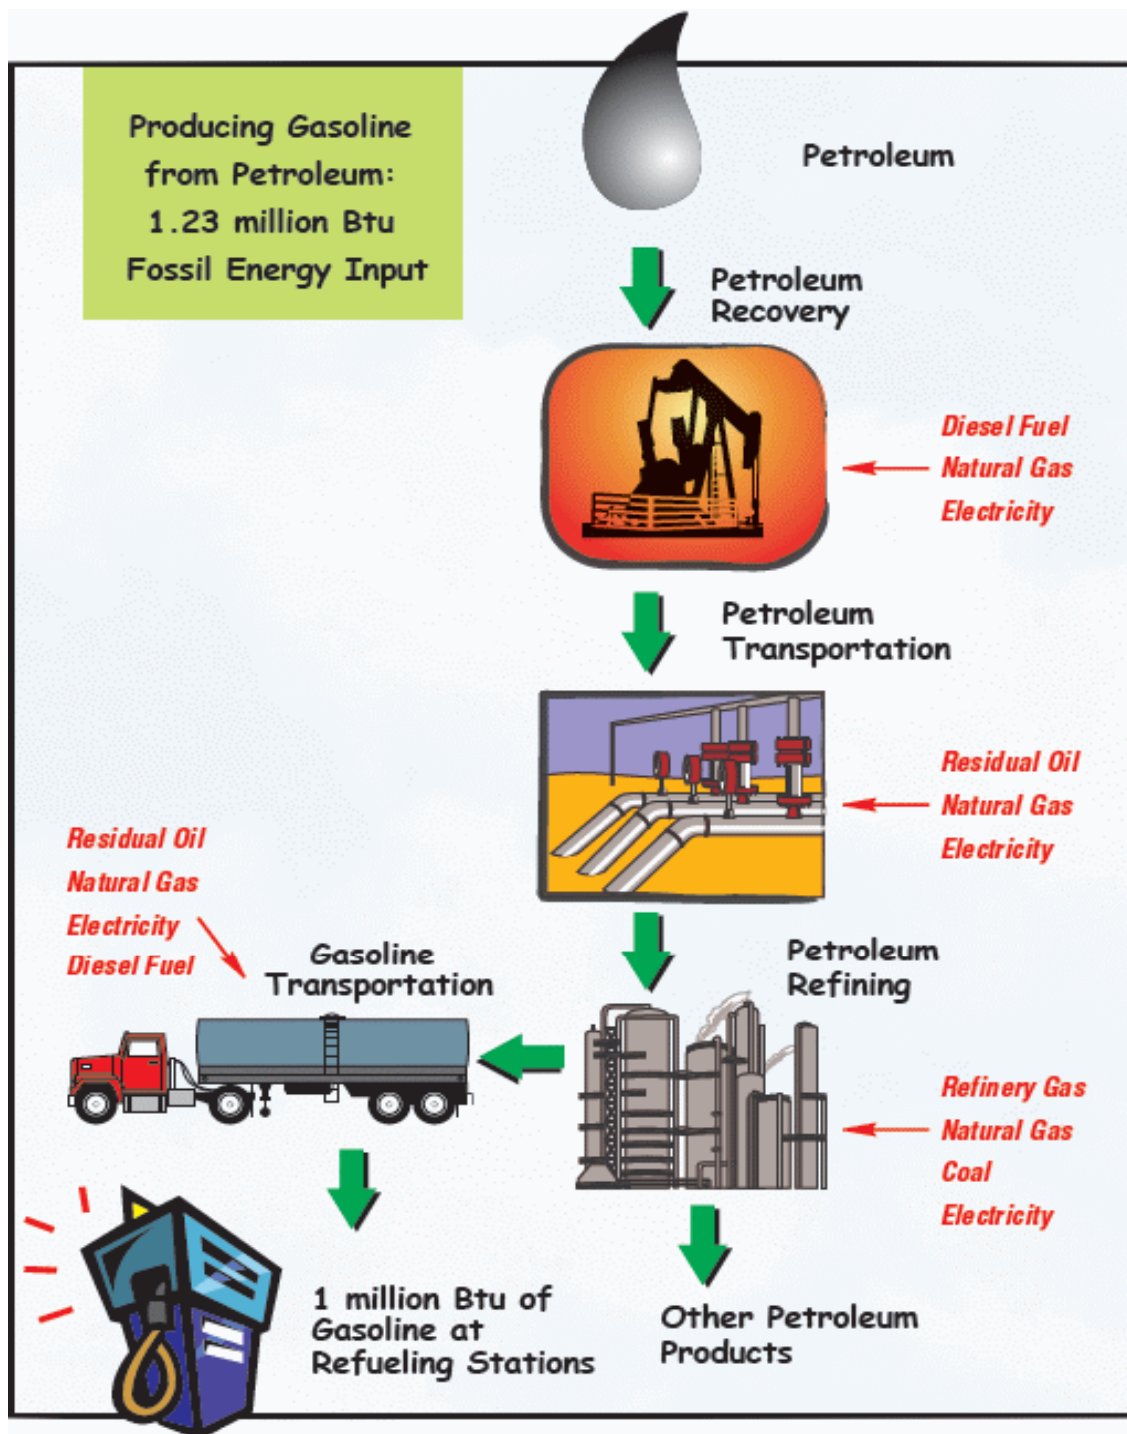 Producing Gasoline
from Petroleum:
1.23 million Btu
Fossil Energy Input
Petroleum
Petroleum
Recovery
Diesel Fuel
Natural Gas
Electricity
Petroleum
Transportation
Residual Oil
Natural Gas
Electricity
Petroleum
Refining
Refinery Gas
Natural Gas
Coal
Electricity
Residual Oil
Natural Gas
Electricity
Diesel Fuel
Gasoline
Transportation
1 million Btu of
Gasoline at
Refueling Stations
Other Petroleum
Products